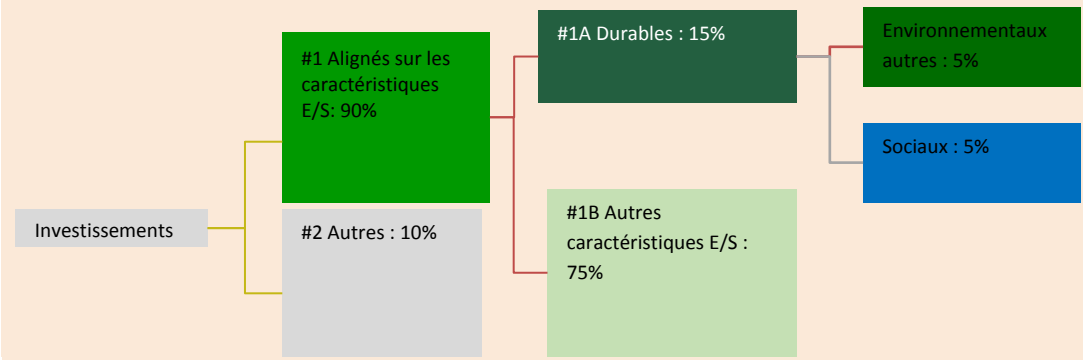 Investissements
#1 Alignés sur les
caractéristiques
E/S: 90%
#2 Autres : 10%
#1A Durables : 15%
#1B Autres
caractéristiques E/S :
75%
Environnementaux
autres : 5%
Sociaux : 5%